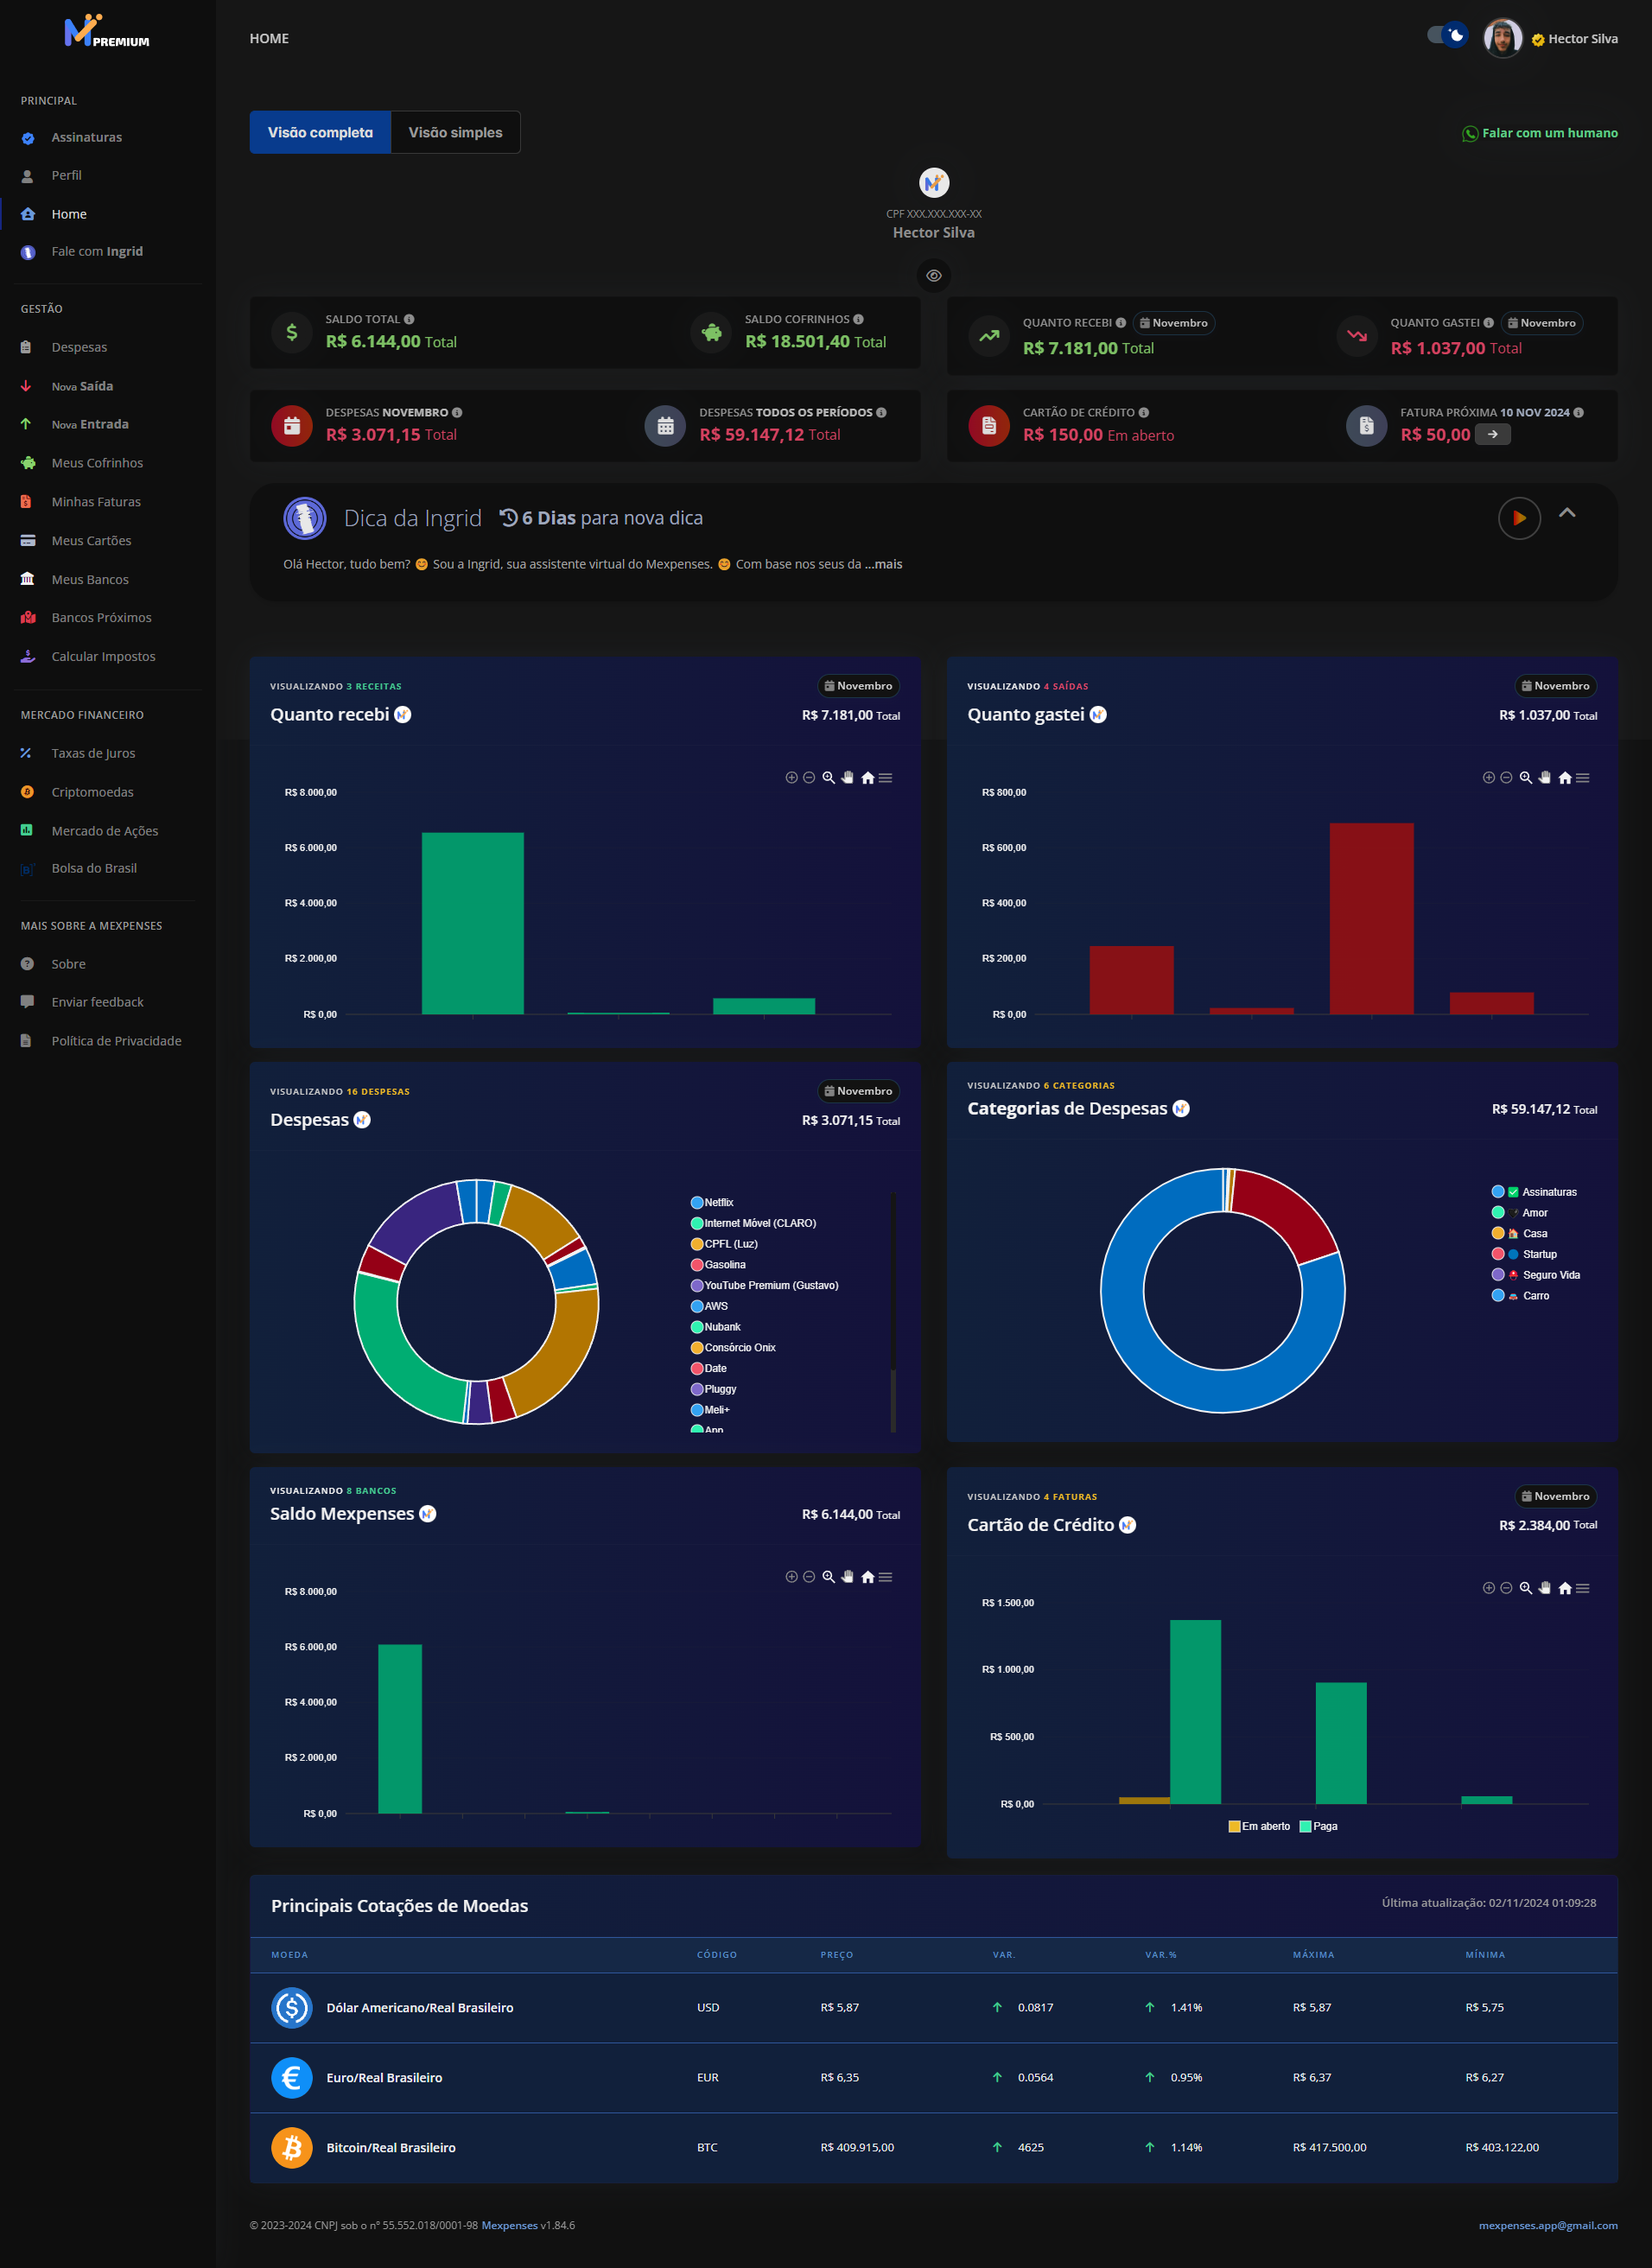 PREMIUM
HOME
Hector Silva
PRINCIPAL
Assinaturas
Perfil
Home
Fale com Ingrid
GESTÃO
Despesas
Nova Saída
Nova Entrada
Meus Cofrinhos
Minhas Faturas
Meus Cartões
Meus Bancos
Bancos Próximos
Calcular Impostos
MERCADO FINANCEIRO
Taxas de Juros
Criptomoedas
Mercado de Ações
Bolsa do Brasil
MAIS SOBRE A MEXPENSES
Sobre
Enviar feedback
Política de Privacidade
Visão completa
Visão simples
Falar com um humano
CPF XXX.XXX.XXX-XX
Hector Silva
SALDO TOTAL
R$ 6.144,00 Total
SALDO COFRINHOS
R$ 18.501,40 Total
QUANTO RECEBI Novembro
R$ 7.181,00 Total
QUANTO GASTEI Novembro
R$ 1.037,00 Total
DESPESAS NOVEMBRO
R$ 3.071,15 Total
DESPESAS TODOS OS PERÍODOS
R$ 59.147,12 Total
CARTÃO DE CRÉDITO
R$ 150,00 Em aberto
FATURA PRÓXIMA 10 NOV 2024
R$ 50,00
Dica da Ingrid 6 Dias para nova dica
Olá Hector, tudo bem? 😊 Sou a Ingrid, sua assistente virtual do Mexpenses. 😊 Com base nos seus da ...mais
VISUALIZANDO 3 RECEITAS
Novembro
Quanto recebi
R$ 7.181,00 Total
R$ 8.000,00
R$ 6.000,00
R$ 4.000,00
R$ 2.000,00
R$ 0,00
VISUALIZANDO 4 SAÍDAS
Novembro
Quanto gastei
R$ 1.037,00 Total
R$ 800,00
R$ 600,00
R$ 400,00
R$ 200,00
R$ 0,00
VISUALIZANDO 16 DESPESAS
Novembro
Despesas
R$ 3.071,15 Total
Netflix
Internet Móvel (CLARO)
CPFL (Luz)
Gasolina
YouTube Premium (Gustavo)
AWS
Nubank
Consórcio Onix
Date
Pluggy
Meli+
App
VISUALIZANDO 6 CATEGORIAS
Categorias de Despesas
R$ 59.147,12 Total
Assinaturas
Amor
Casa
Startup
Seguro Vida
Carro
VISUALIZANDO 8 BANCOS
Saldo Mexpenses
R$ 6.144,00 Total
R$ 8.000,00
R$ 6.000,00
R$ 4.000,00
R$ 2.000,00
R$ 0,00
VISUALIZANDO 4 FATURAS
Novembro
Cartão de Crédito
R$ 2.384,00 Total
R$ 1.500,00
R$ 1.000,00
R$ 500,00
R$ 0,00
Em aberto Paga
Principais Cotações de Moedas
Última atualização: 02/11/2024 01:09:28
MOEDA CÓDIGO PREÇO VAR. VAR.% MÁXIMA MÍNIMA
Dólar Americano/Real Brasileiro USD R$ 5,87 0.0817 1.41% R$ 5,87 R$ 5,75
Euro/Real Brasileiro EUR R$ 6,35 0.0564 0.95% R$ 6,37 R$ 6,27
Bitcoin/Real Brasileiro BTC R$ 409.915,00 4625 1.14% R$ 417.500,00 R$ 403.122,00
© 2023-2024 CNPJ sob o nº 55.552.018/0001-98 Mexpenses v1.84.6
mexpenses.app@gmail.com